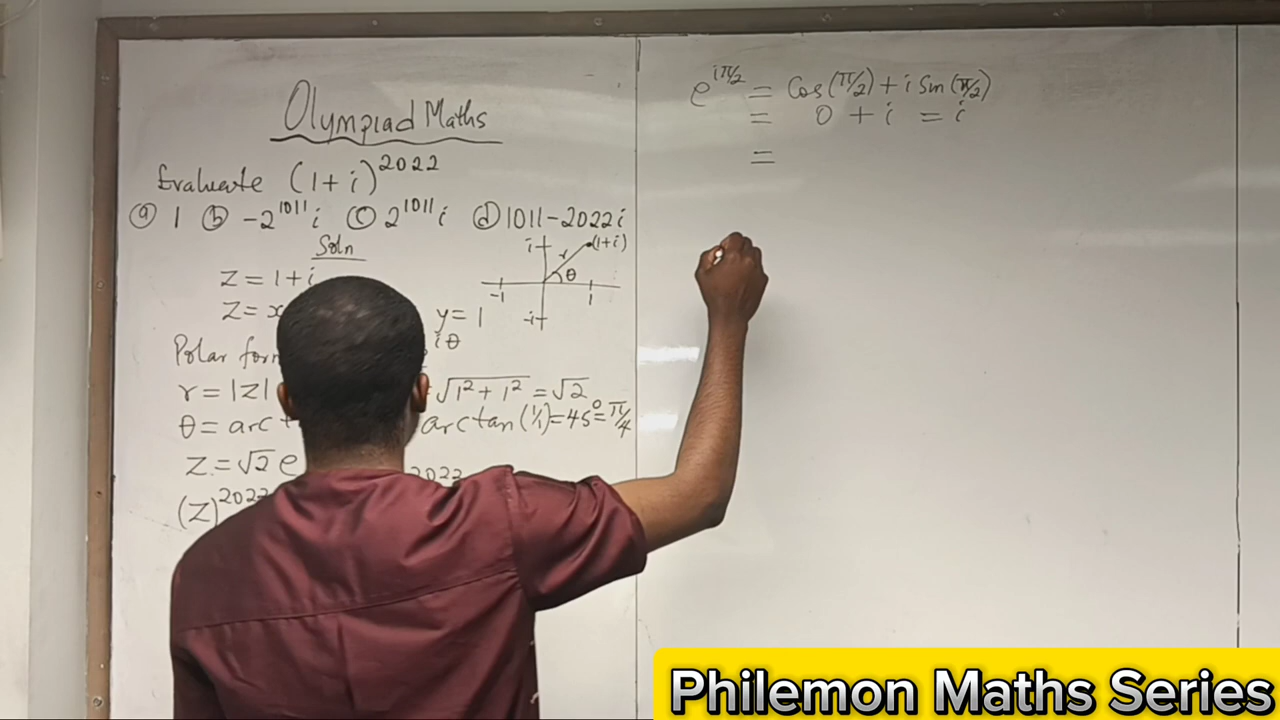 Olympiad Maths
Evaluate (1+i)^2022
ⓐ 1 ⓑ -2^1011 i ⓒ 2^1011 i ⓓ 1011-2022i
Soln
z = 1+i
z = x
y = 1
i
(1+i)
r
θ
-1
1
-i
Polar form
iθ
r = |z|
= √1²+1² = √2
θ = arc t
arctan(1/1) = 45° = π/4
z = √2 e
(z)^2022
2022
e^iπ/2 = Cos(π/2) + i Sin(π/2)
= 0 + i = i
=
Philemon Maths Series